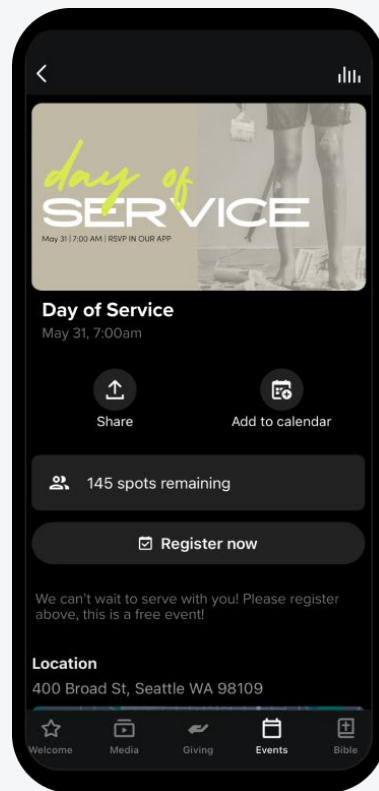 day of
SERVICE
May 31 | 7:00 AM | RSVP IN OUR APP
Day of Service
May 31, 7:00am
Share
Add to calendar
145 spots remaining
Register now
We can't wait to serve with you! Please register
above, this is a free event!
Location
400 Broad St, Seattle WA 98109
Welcome
Media
Giving
Events
Bible